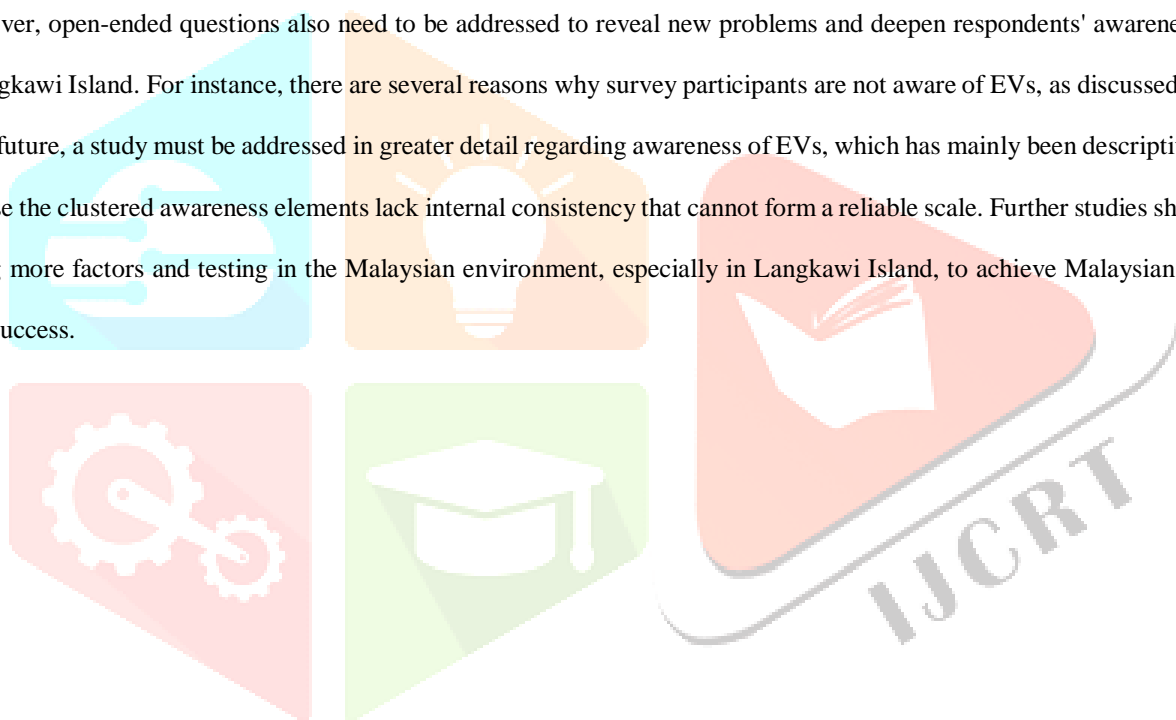 ver, open-ended questions also need to be addressed to reveal new problems and deepen respondents' awarene
gkawi Island. For instance, there are several reasons why survey participants are not aware of EVs, as discussed
future, a study must be addressed in greater detail regarding awareness of EVs, which has mainly been descripti
se the clustered awareness elements lack internal consistency that cannot form a reliable scale. Further studies sh
g more factors and testing in the Malaysian environment, especially in Langkawi Island, to achieve Malaysian
success.
IJCRT